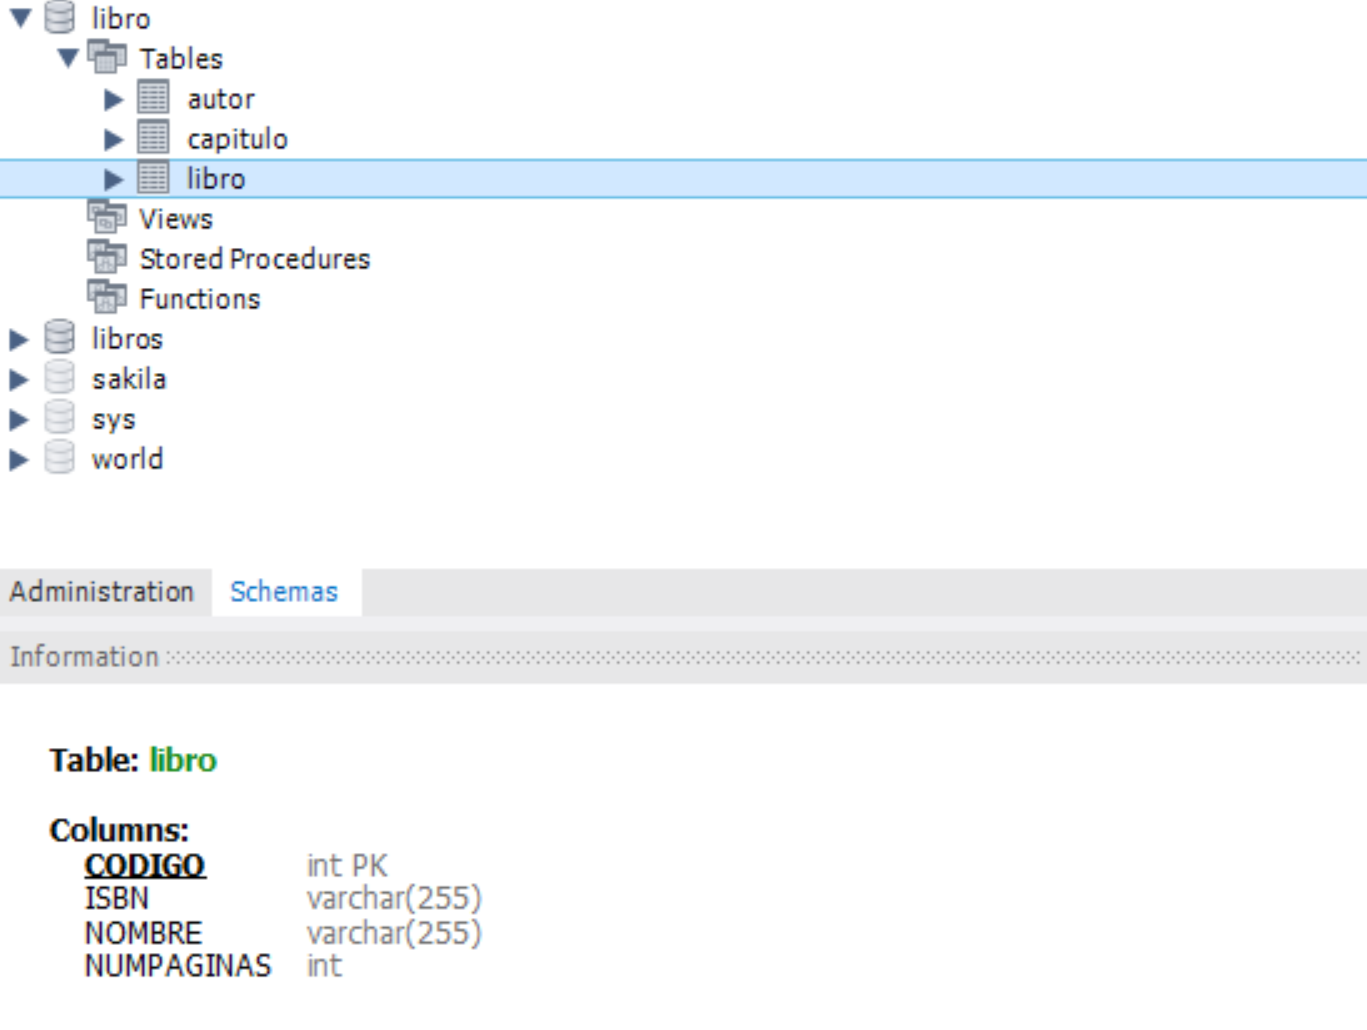 libro
Tables
autor
capitulo
libro
Views
Stored Procedures
Functions
libros
sakila
sys
world
Administration Schemas
Information
Table: libro
Columns:
CODIGO int PK
ISBN varchar(255)
NOMBRE varchar(255)
NUMPAGINAS int